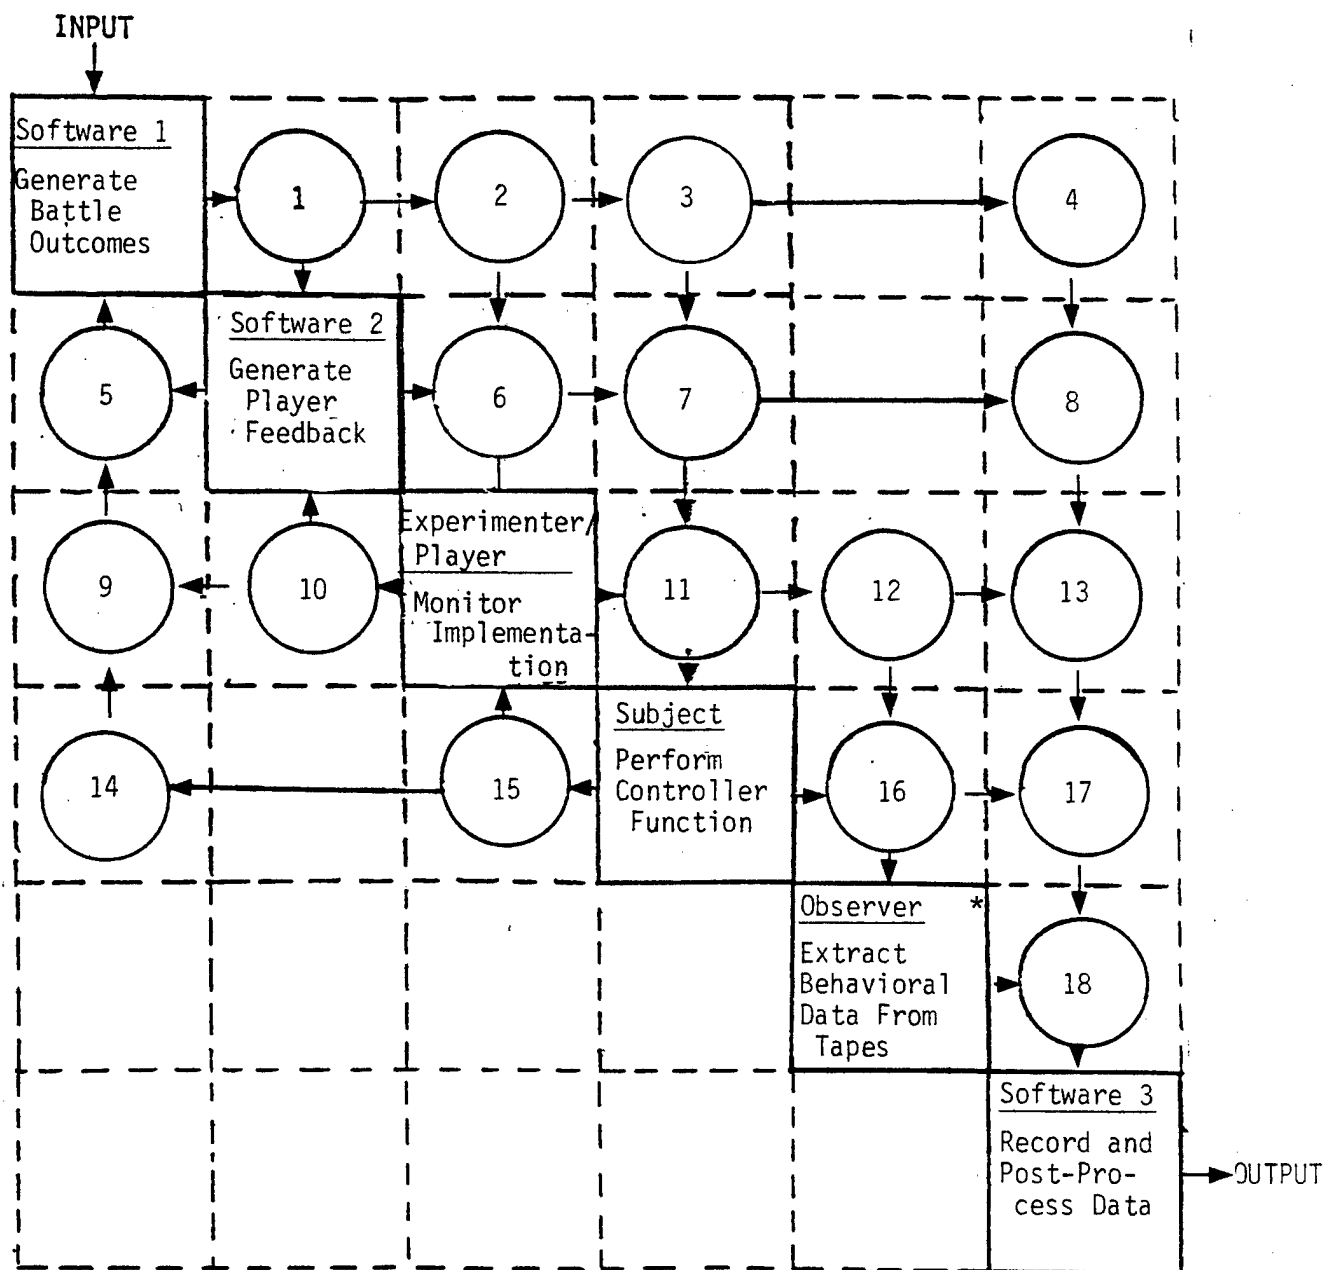 INPUT
Software 1
Generate
Battle
Outcomes
1
2
3
4
Software 2
Generate
Player
Feedback
5
6
7
8
Experimenter/
Player
Monitor
Implementa-
tion
9
10
11
12
13
Subject
Perform
Controller
Function
14
15
16
17
Observer *
Extract
Behavioral
Data From
Tapes
18
Software 3
Record and
Post-Pro-
cess Data
OUTPUT